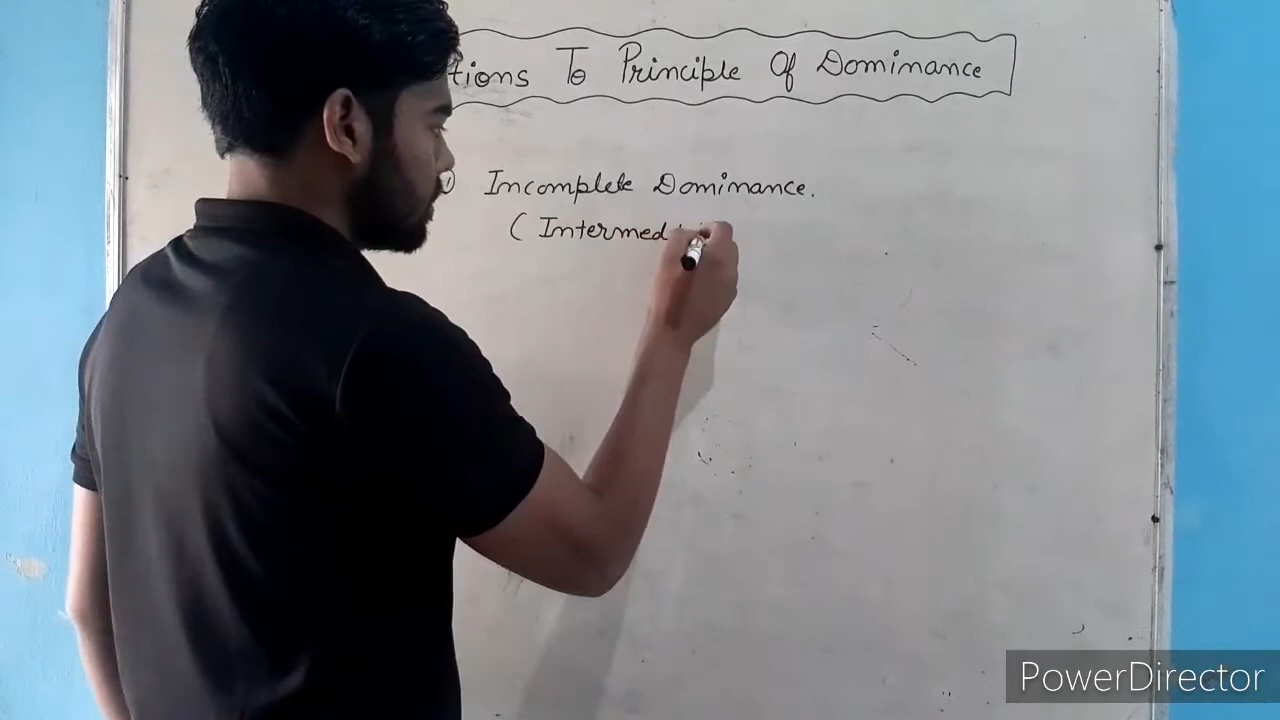 tions To Principle Of Dominance
Incomplete Dominance.
( Intermed
PowerDirector